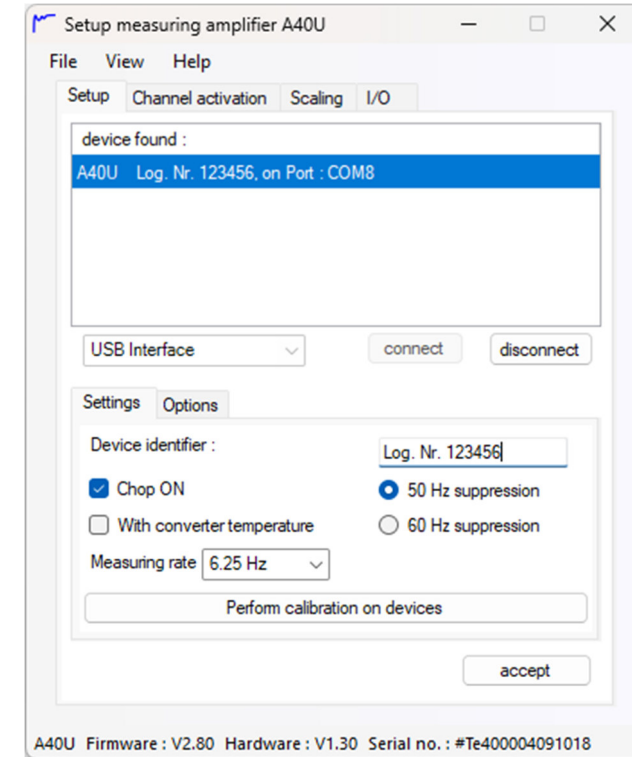 Setup measuring amplifier A40U
File View Help
Setup Channel activation Scaling I/O
device found :
A40U Log. Nr. 123456, on Port : COM8
USB Interface connect disconnect
Settings Options
Device identifier : Log. Nr. 123456
Chop ON 50 Hz suppression
With converter temperature 60 Hz suppression
Measuring rate 6.25 Hz
Perform calibration on devices
accept
A40U Firmware : V2.80 Hardware : V1.30 Serial no. : #Te400004091018